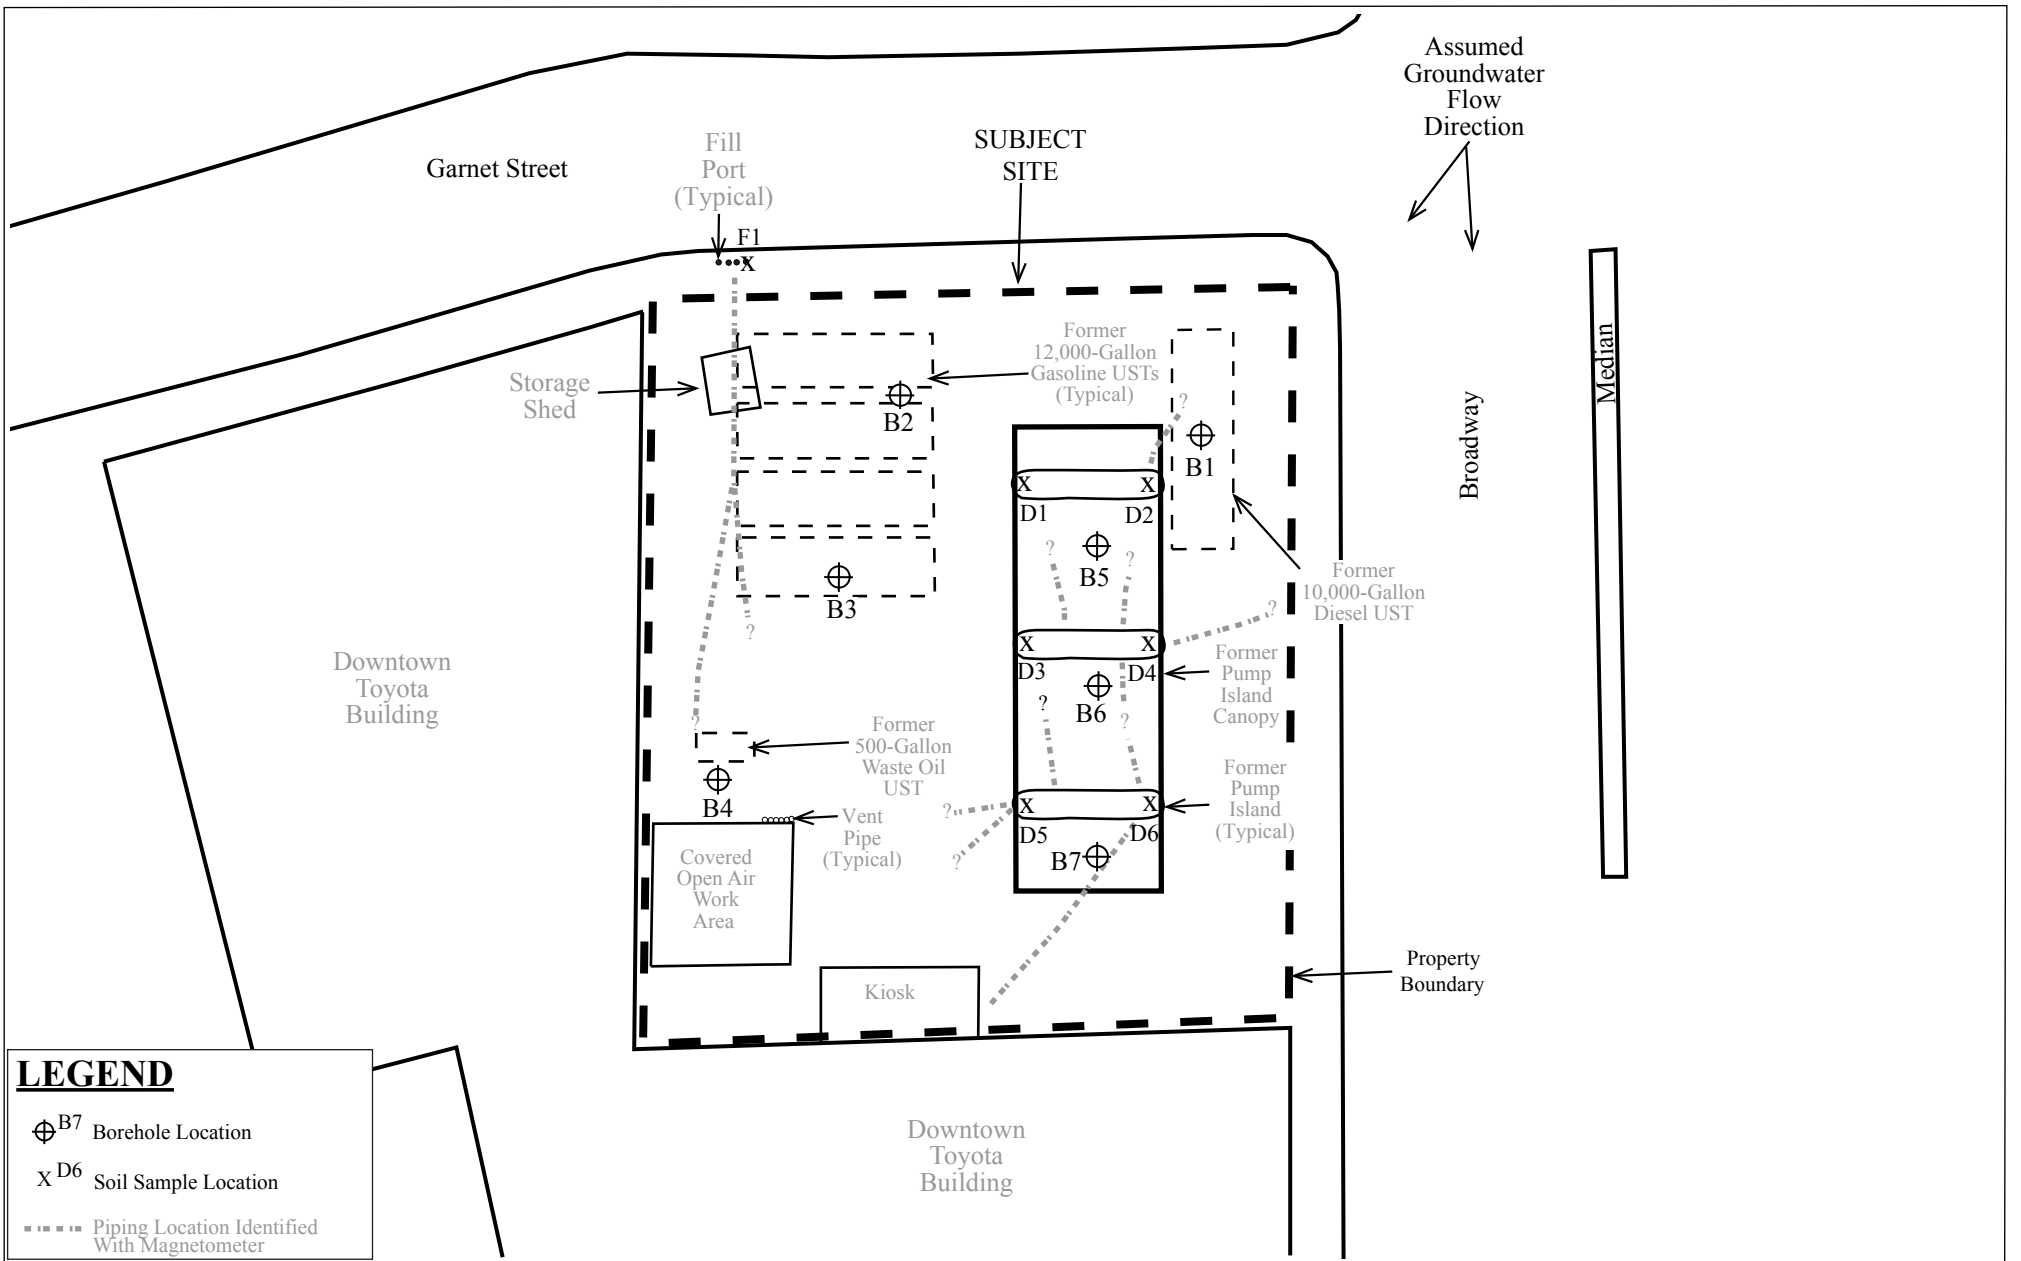 Assumed
Groundwater
Flow
Direction
Garnet Street
Fill
Port
(Typical)
SUBJECT
SITE
F1
X
Storage
Shed
Former
12,000-Gallon
Gasoline USTs
(Typical)
Median
Broadway
B2
B1
?
X
X
D1
D2
B5
?
?
B3
?
Former
10,000-Gallon
Diesel UST
?
X
X
D3
D4
Former
Pump
Island
Canopy
B6
?
?
Downtown
Toyota
Building
?
Former
500-Gallon
Waste Oil
UST
B4
Vent
Pipe
(Typical)
?
?
X
X
D5
D6
B7
Former
Pump
Island
(Typical)
Covered
Open Air
Work
Area
Kiosk
Property
Boundary
Downtown
Toyota
Building
LEGEND
B7 Borehole Location
X D6 Soil Sample Location
Piping Location Identified
With Magnetometer